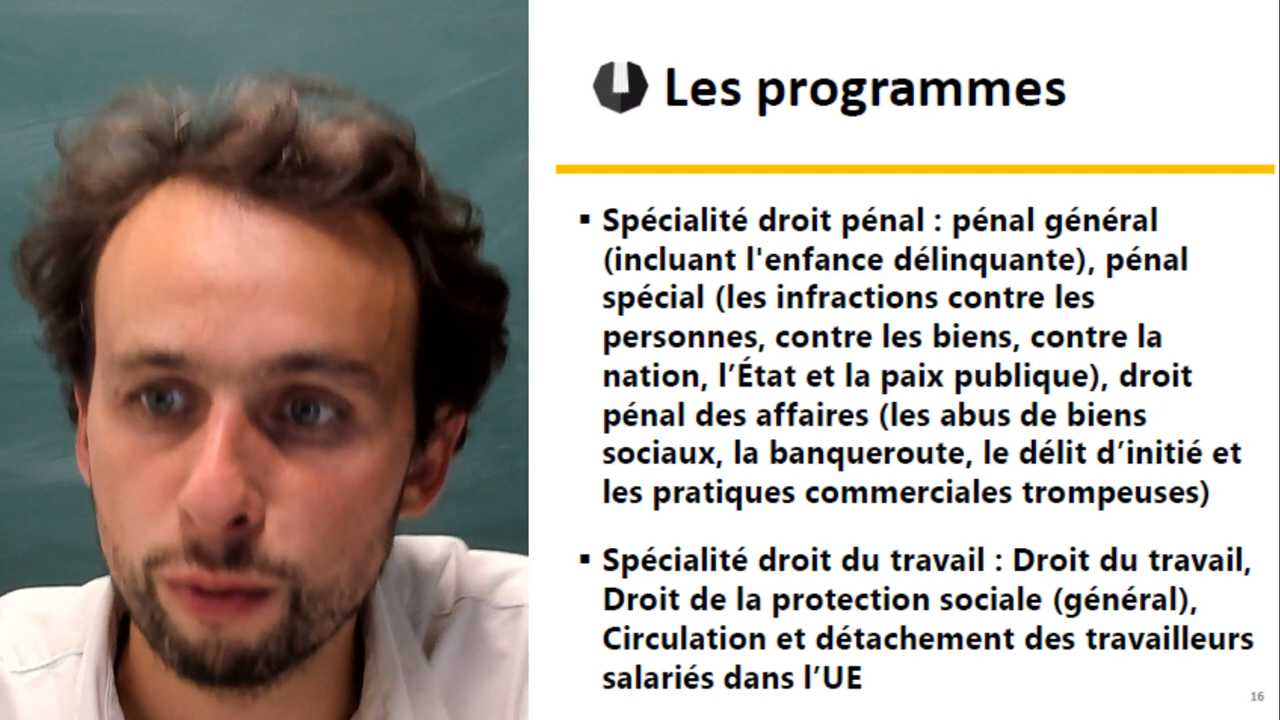 Les programmes
▪ Spécialité droit pénal : pénal général
(incluant l'enfance délinquante), pénal
spécial (les infractions contre les
personnes, contre les biens, contre la
nation, l’État et la paix publique), droit
pénal des affaires (les abus de biens
sociaux, la banqueroute, le délit d’initié et
les pratiques commerciales trompeuses)
▪ Spécialité droit du travail : Droit du travail,
Droit de la protection sociale (général),
Circulation et détachement des travailleurs
salariés dans l’UE
16